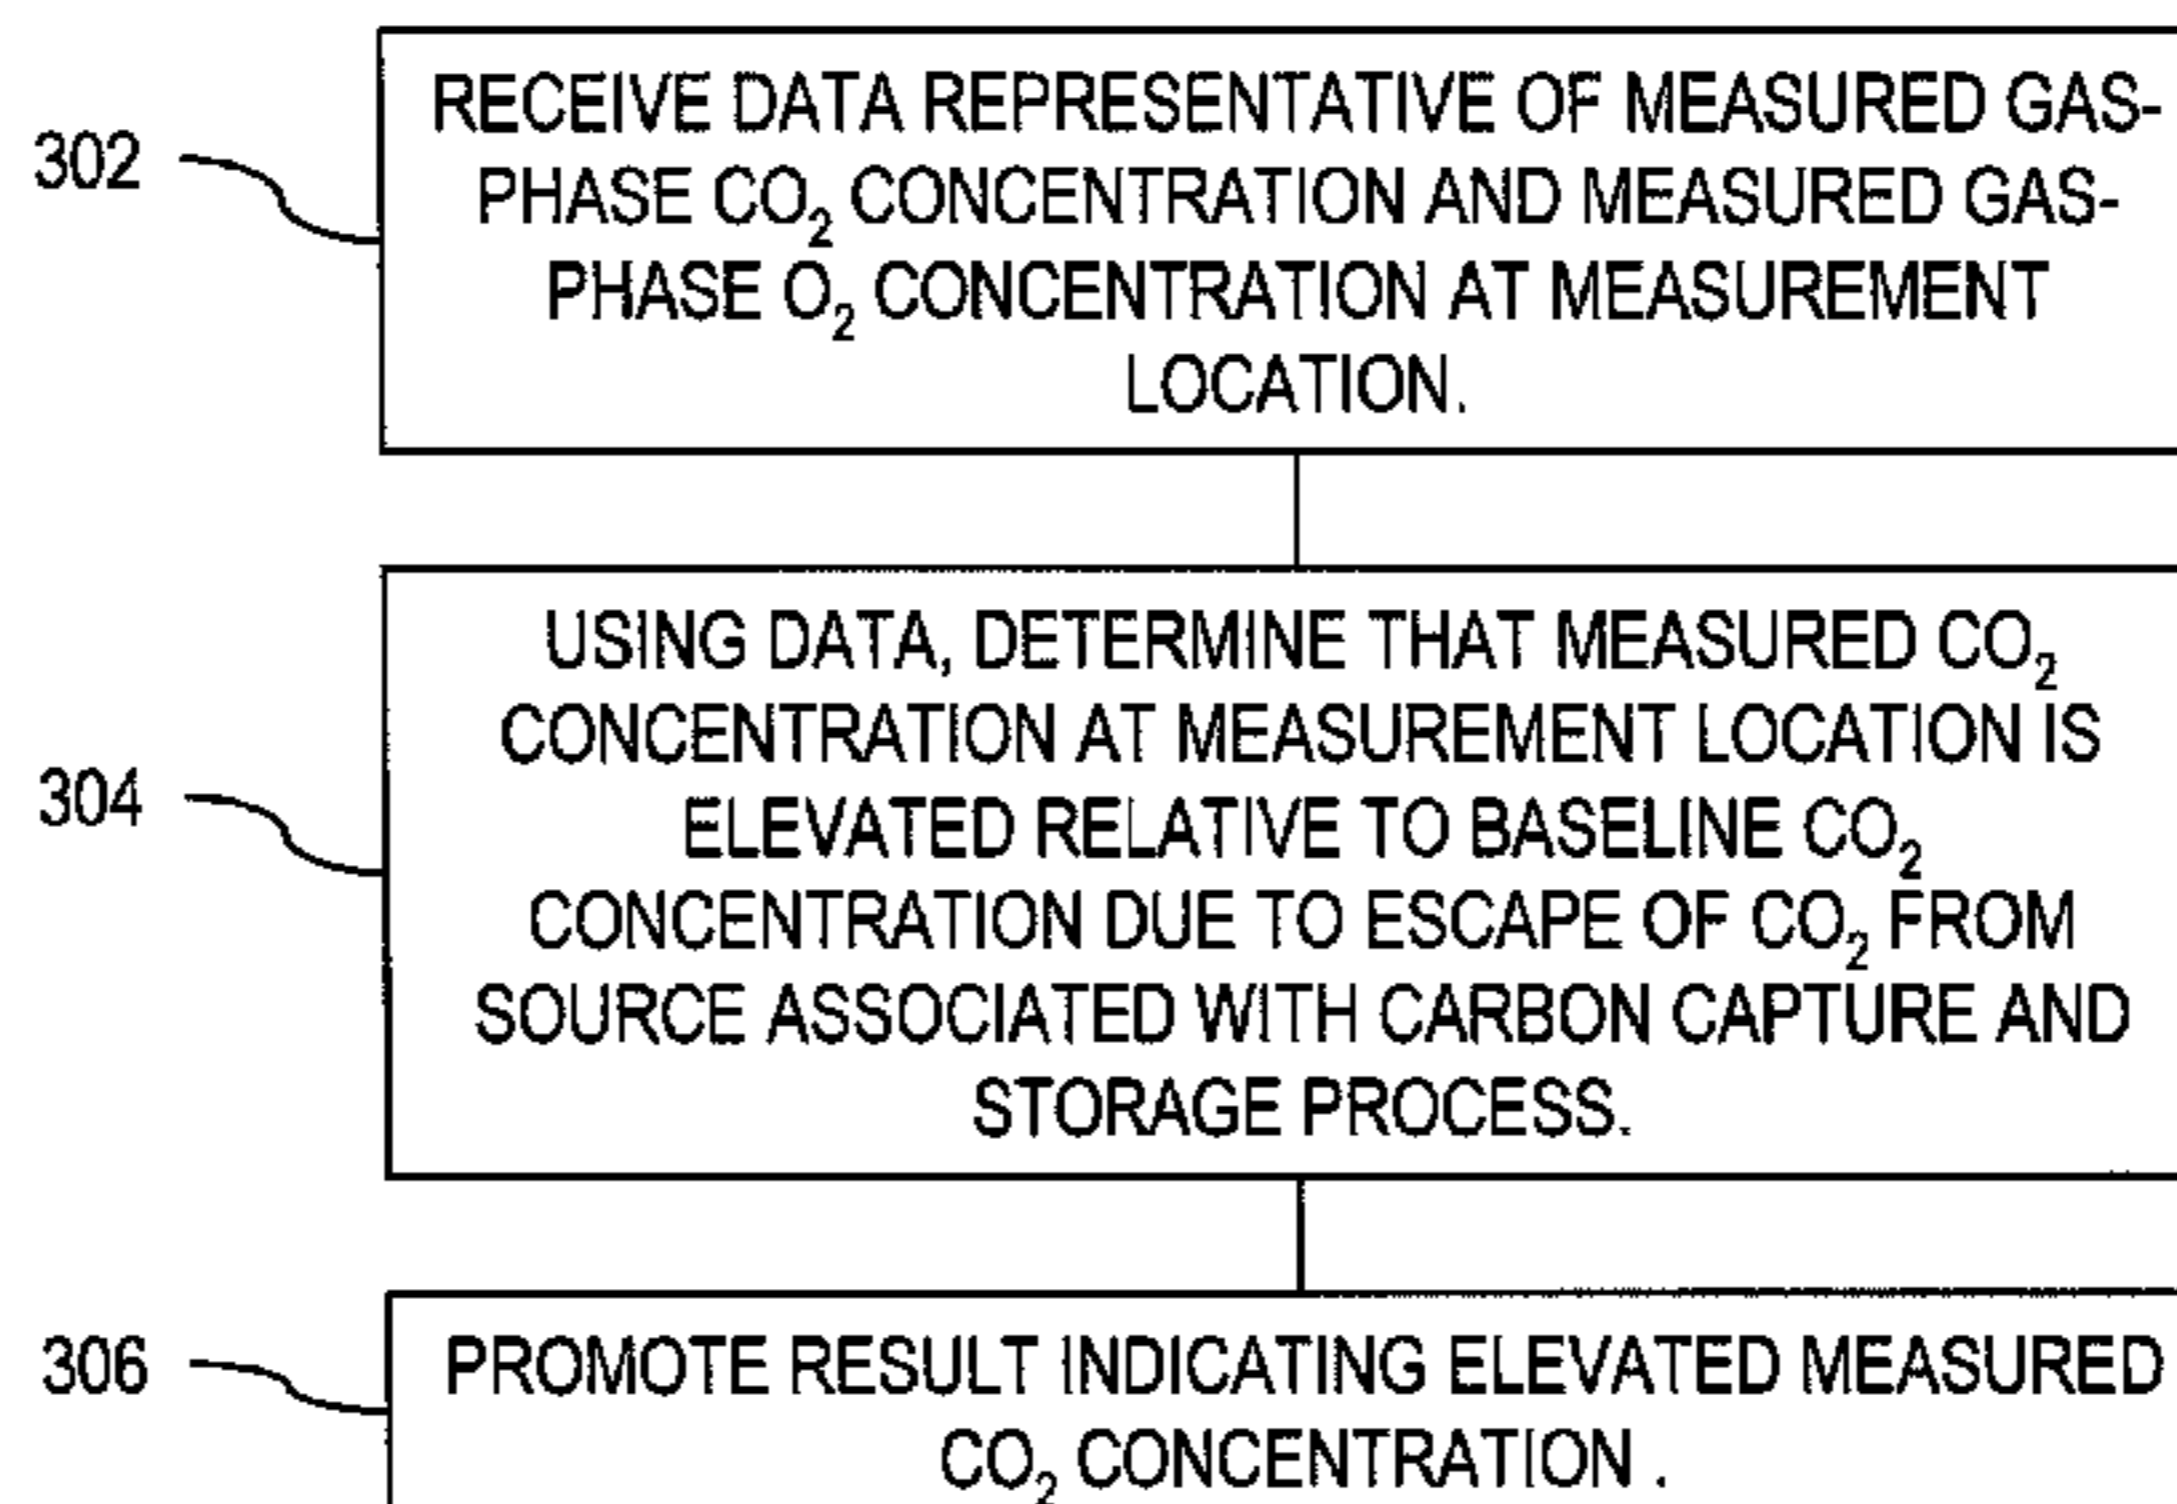 302
RECEIVE DATA REPRESENTATIVE OF MEASURED GAS-
PHASE CO₂ CONCENTRATION AND MEASURED GAS-
PHASE O₂ CONCENTRATION AT MEASUREMENT
LOCATION.
304
USING DATA, DETERMINE THAT MEASURED CO₂
CONCENTRATION AT MEASUREMENT LOCATION IS
ELEVATED RELATIVE TO BASELINE CO₂
CONCENTRATION DUE TO ESCAPE OF CO₂ FROM
SOURCE ASSOCIATED WITH CARBON CAPTURE AND
STORAGE PROCESS.
306
PROMOTE RESULT INDICATING ELEVATED MEASURED
CO₂ CONCENTRATION .